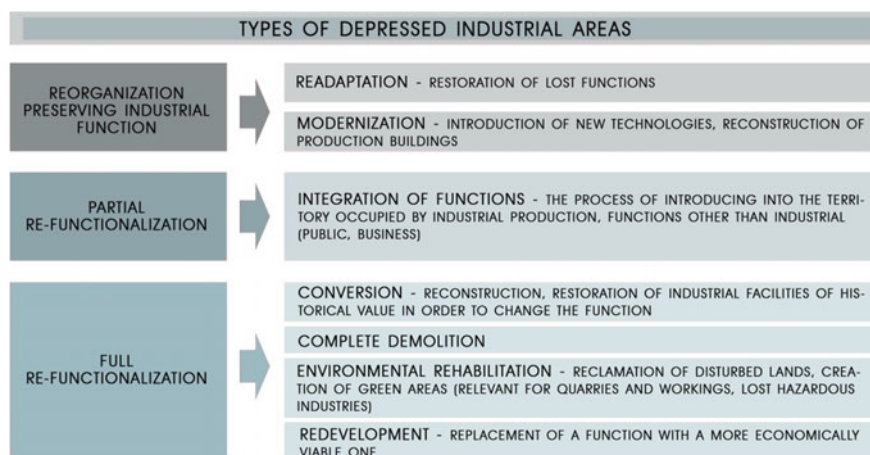 TYPES OF DEPRESSED INDUSTRIAL AREAS
REORGANIZATION
PRESERVING INDUSTRIAL
FUNCTION
READAPTATION - RESTORATION OF LOST FUNCTIONS
MODERNIZATION - INTRODUCTION OF NEW TECHNOLOGIES, RECONSTRUCTION OF
PRODUCTION BUILDINGS
PARTIAL
RE-FUNCTIONALIZATION
INTEGRATION OF FUNCTIONS - THE PROCESS OF INTRODUCING INTO THE TERRI-
TORY OCCUPIED BY INDUSTRIAL PRODUCTION, FUNCTIONS OTHER THAN INDUSTRIAL
(PUBLIC, BUSINESS)
FULL
RE-FUNCTIONALIZATION
CONVERSION - RECONSTRUCTION, RESTORATION OF INDUSTRIAL FACILITIES OF HIS-
TORICAL VALUE IN ORDER TO CHANGE THE FUNCTION
COMPLETE DEMOLITION
ENVIRONMENTAL REHABILITATION - RECLAMATION OF DISTURBED LANDS, CREA-
TION OF GREEN AREAS (RELEVANT FOR QUARRIES AND WORKINGS, LOST HAZARDOUS
INDUSTRIES)
REDEVELOPMENT - REPLACEMENT OF A FUNCTION WITH A MORE ECONOMICALLY
VIABLE ONE